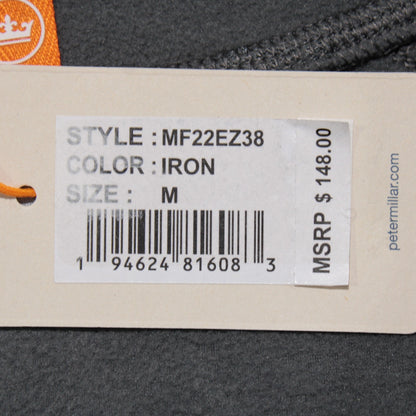 STYLE : MF22EZ38
COLOR : IRON
SIZE : M
1 94624 81608 3
MSRP $ 148.00
petermillar.com